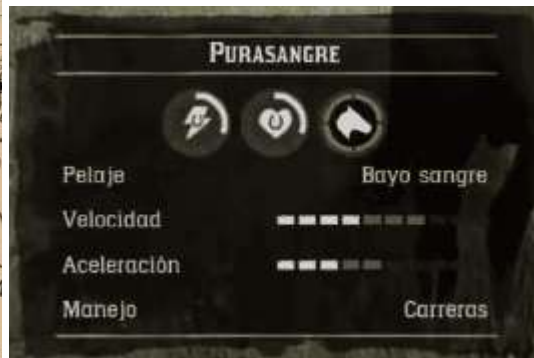 PURASANGRE
Pelaje Bayo sangre
Velocidad
Aceleración
Manejo Carreras